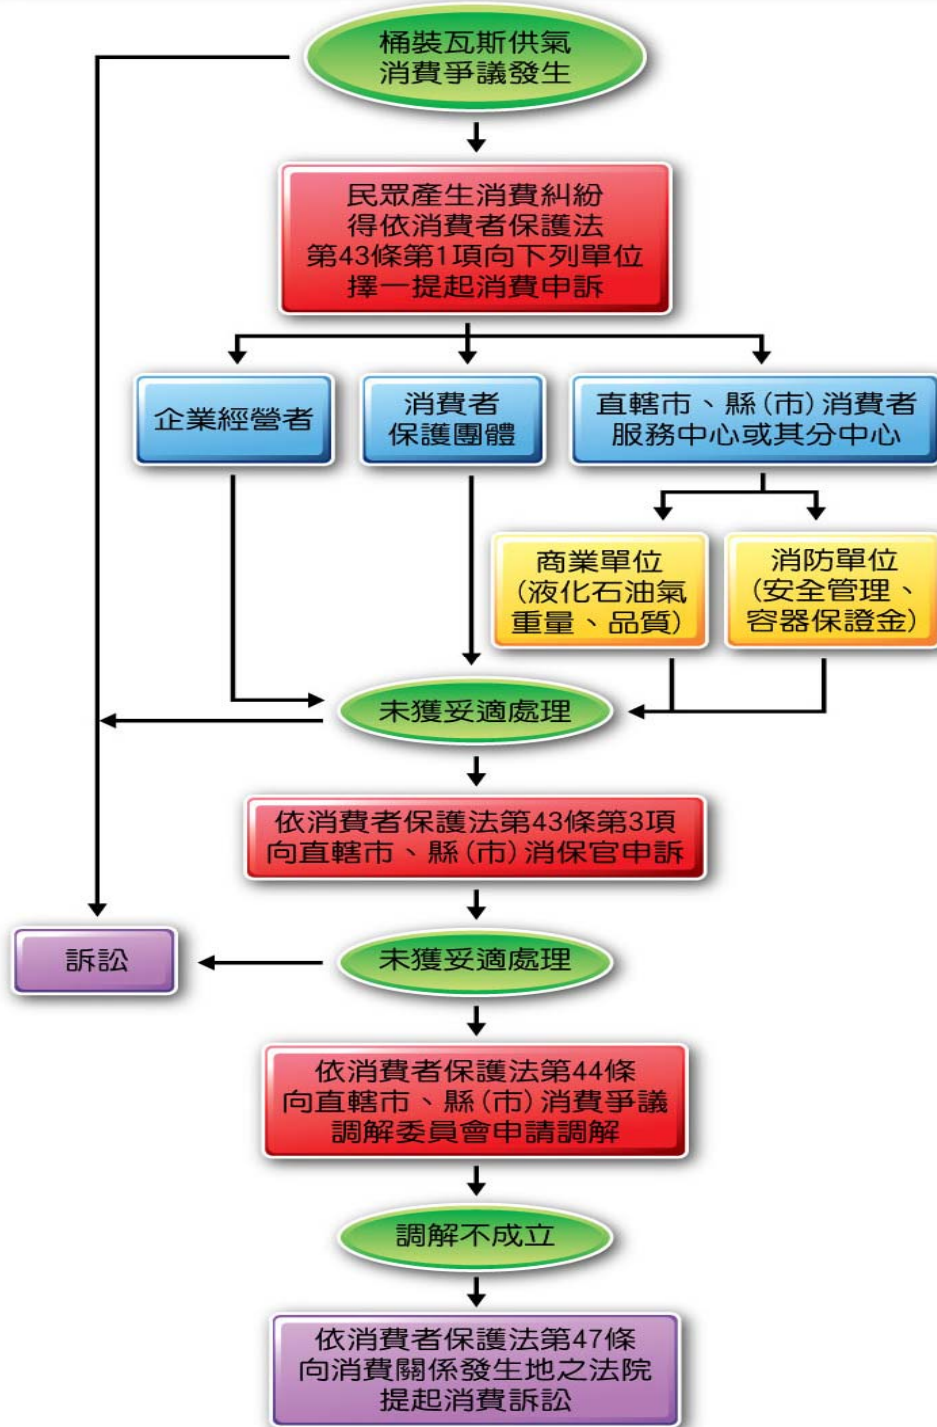 桶裝瓦斯供氣
消費爭議發生
民眾產生消費糾紛
得依消費者保護法
第43條第1項向下列單位
擇一提起消費申訴
企業經營者
消費者
保護團體
直轄市、縣(市)消費者
服務中心或其分中心
商業單位
(液化石油氣
重量、品質)
消防單位
(安全管理、
容器保證金)
未獲妥適處理
依消費者保護法第43條第3項
向直轄市、縣(市)消保官申訴
訴訟
未獲妥適處理
依消費者保護法第44條
向直轄市、縣(市)消費爭議
調解委員會申請調解
調解不成立
依消費者保護法第47條
向消費關係發生地之法院
提起消費訴訟